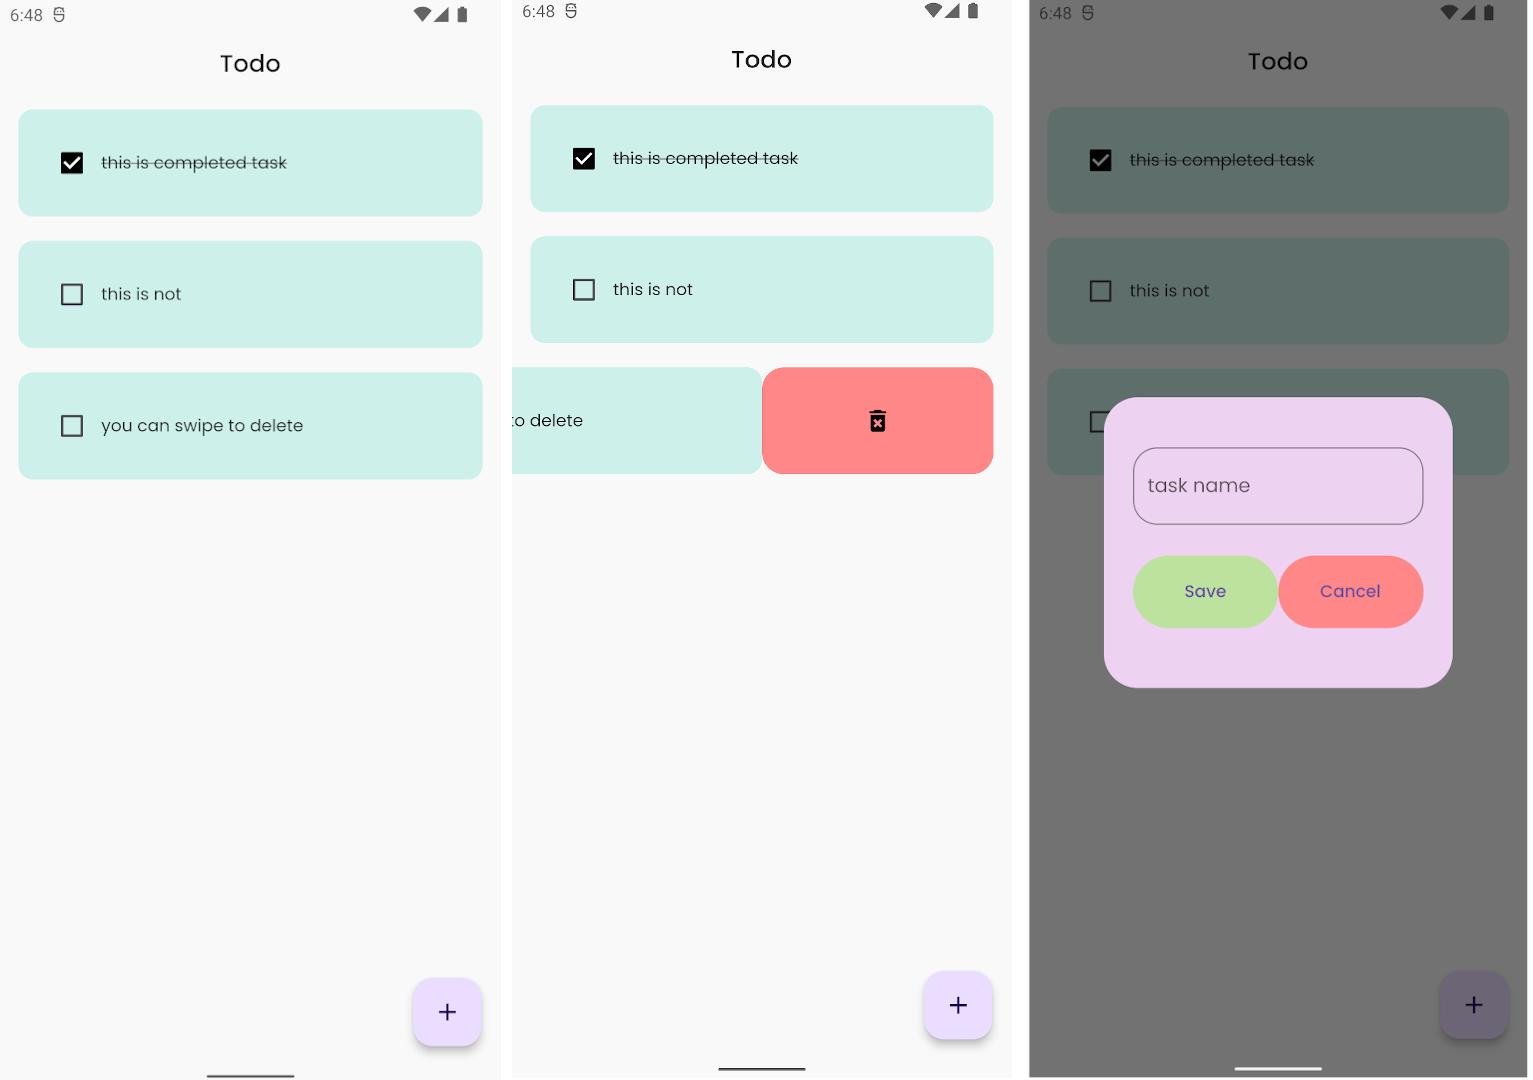 6:48
Todo
this is completed task
this is not
you can swipe to delete
6:48
Todo
this is completed task
this is not
to delete
6:48
Todo
this is completed task
this is not
task name
Save
Cancel